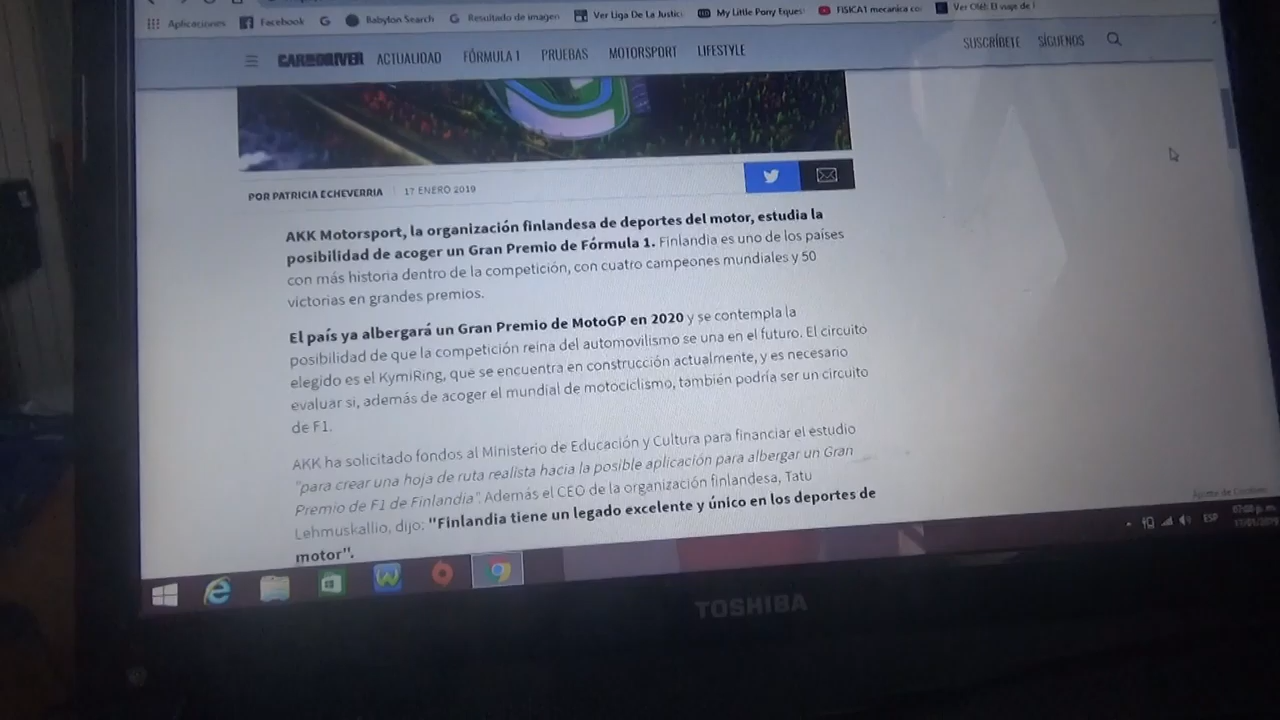 Aplicaciones Facebook Babylon Search Resultado de imagen Ver Liga De La Justici My Little Pony Eques FISICA1 mecanica co Ver Olé!: El viaje de
CAR AND DRIVER ACTUALIDAD FÓRMULA 1 PRUEBAS MOTORSPORT LIFESTYLE SUSCRÍBETE SÍGUENOS
POR PATRICIA ECHEVERRIA 17 ENERO 2019
AKK Motorsport, la organización finlandesa de deportes del motor, estudia la
posibilidad de acoger un Gran Premio de Fórmula 1. Finlandia es uno de los países
con más historia dentro de la competición, con cuatro campeones mundiales y 50
victorias en grandes premios.
El país ya albergará un Gran Premio de MotoGP en 2020 y se contempla la
posibilidad de que la competición reina del automovilismo se una en el futuro. El circuito
elegido es el KymiRing, que se encuentra en construcción actualmente, y es necesario
evaluar si, además de acoger el mundial de motociclismo, también podría ser un circuito
de F1.
AKK ha solicitado fondos al Ministerio de Educación y Cultura para financiar el estudio
"para crear una hoja de ruta realista hacia la posible aplicación para albergar un Gran
Premio de F1 de Finlandia". Además el CEO de la organización finlandesa, Tatu
Lehmuskallio, dijo: "Finlandia tiene un legado excelente y único en los deportes de
motor".
ESP
TOSHIBA